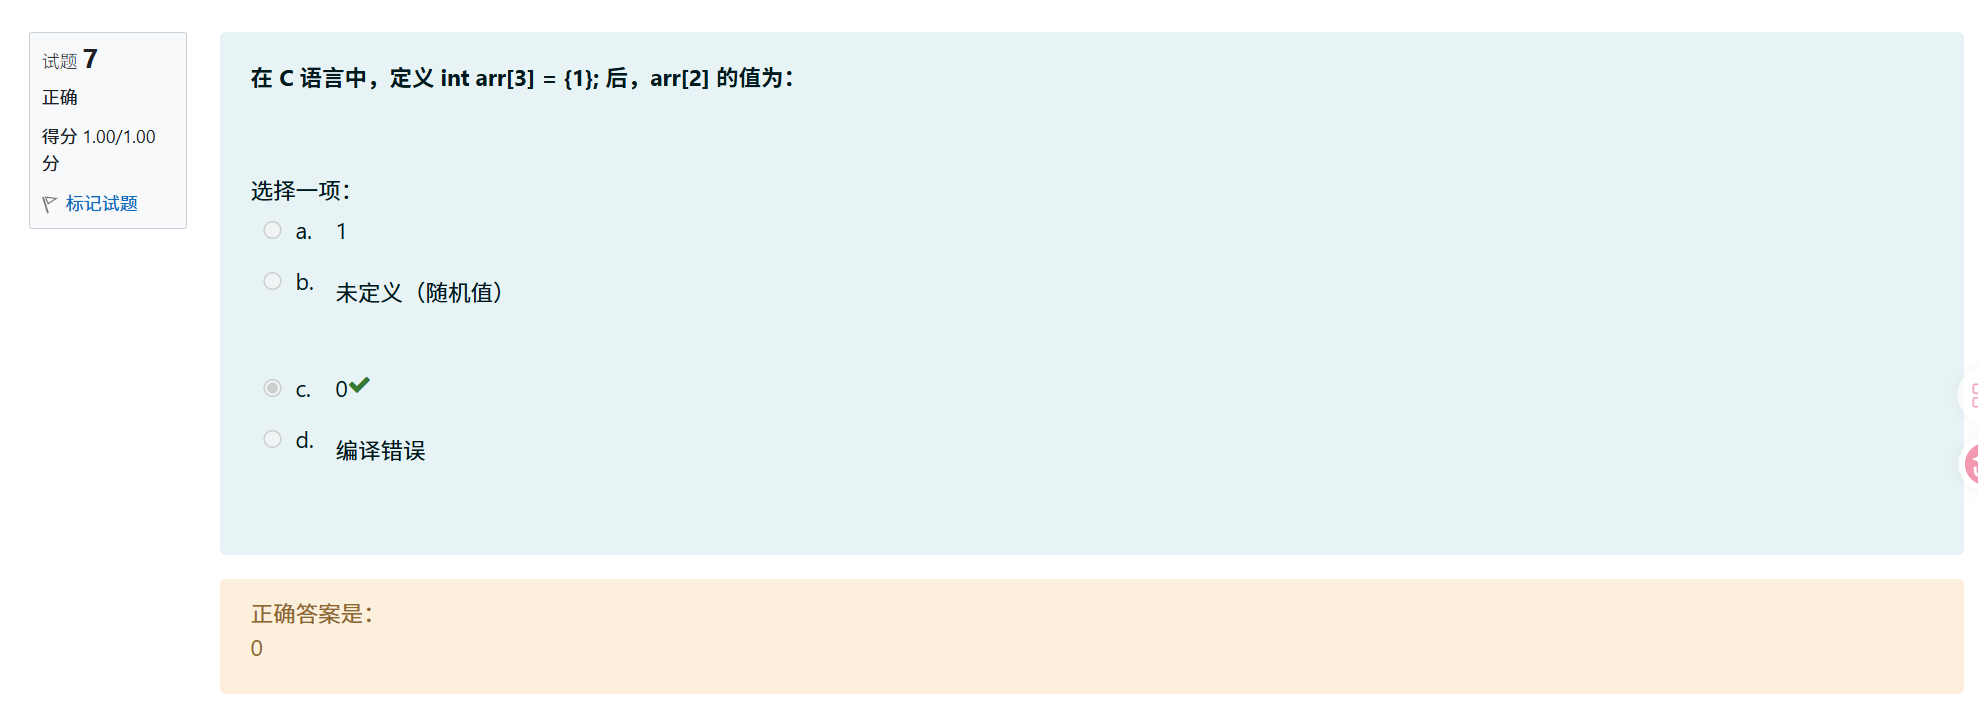 试题 7
正确
得分 1.00/1.00
分
标记试题
在 C 语言中，定义 int arr[3] = {1}; 后，arr[2] 的值为：
选择一项：
a. 1
b. 未定义（随机值）
c. 0
d. 编译错误
正确答案是：
0